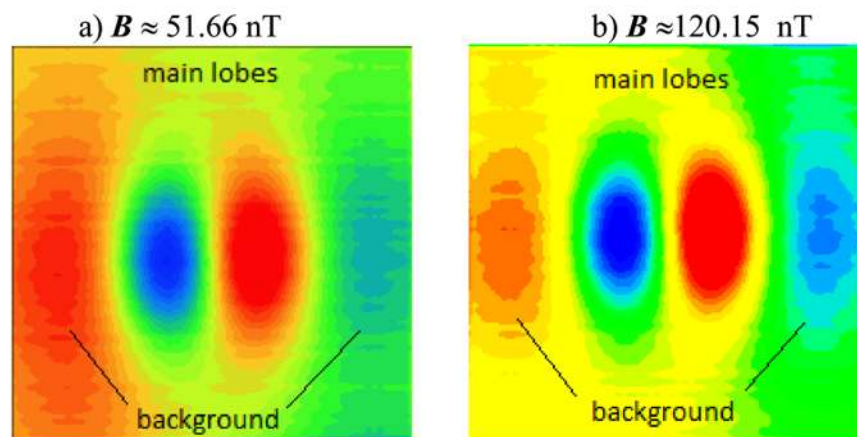 a) B ≈ 51.66 nT
main lobes
background
b) B ≈120.15 nT
main lobes
background